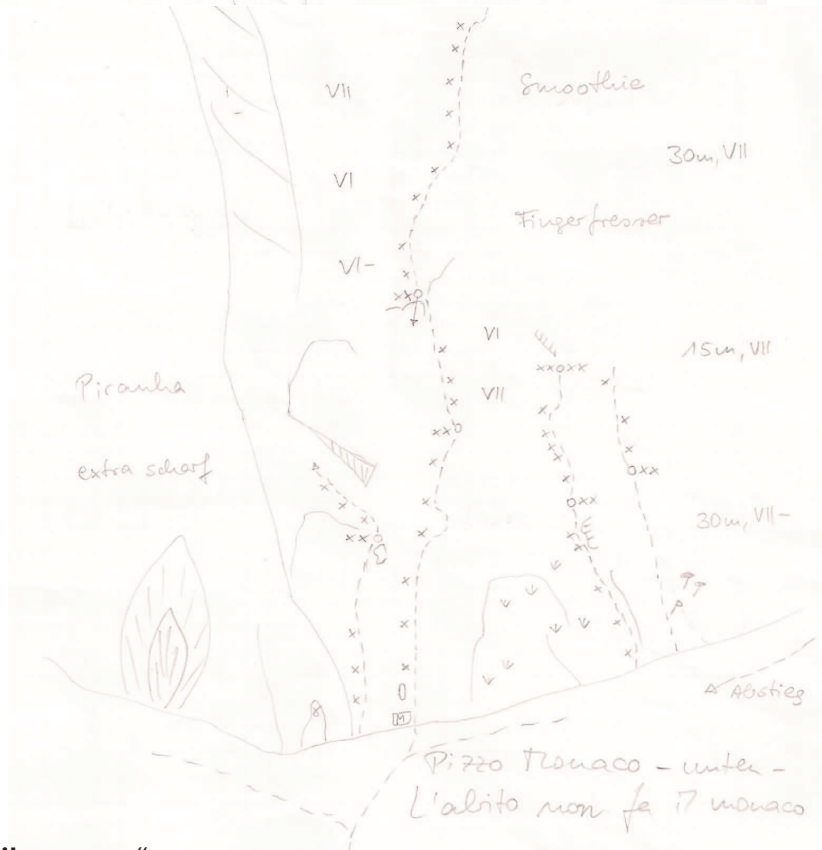 VII
Smoothie
30m, VII
VI
Fingerfresser
VI-
VI
15m, VII
Piranha
VII
extra scharf
30m, VII-
Abstieg
M
Pizzo Monaco - unten -
L'abito non fa il monaco